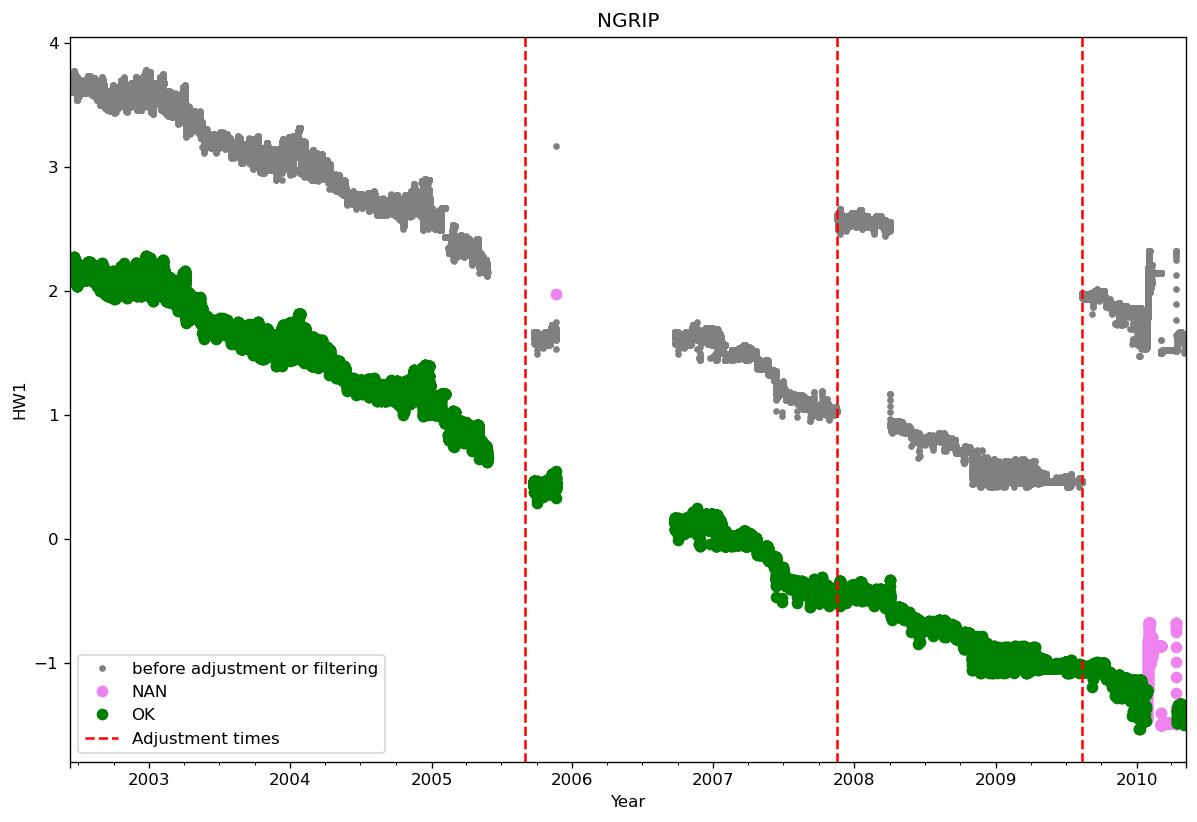 NGRIP
4
3
2
1
0
−1
HW1
before adjustment or filtering
NAN
OK
Adjustment times
2003
2004
2005
2006
2007
2008
2009
2010
Year